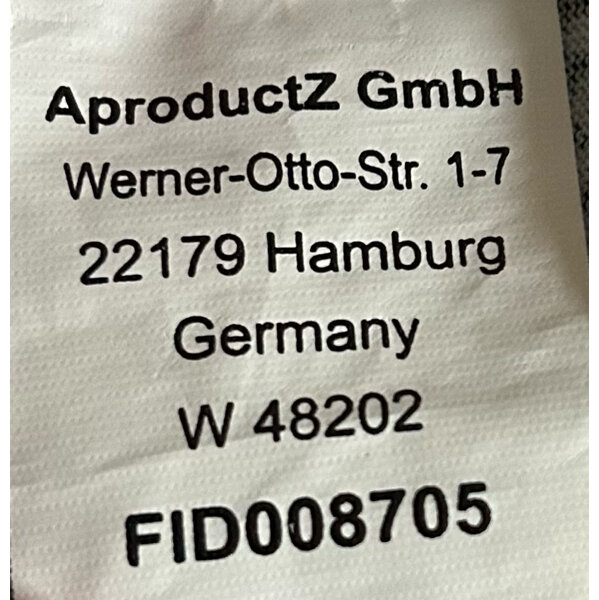 AproductZ GmbH
Werner-Otto-Str. 1-7
22179 Hamburg
Germany
W 48202
FID008705